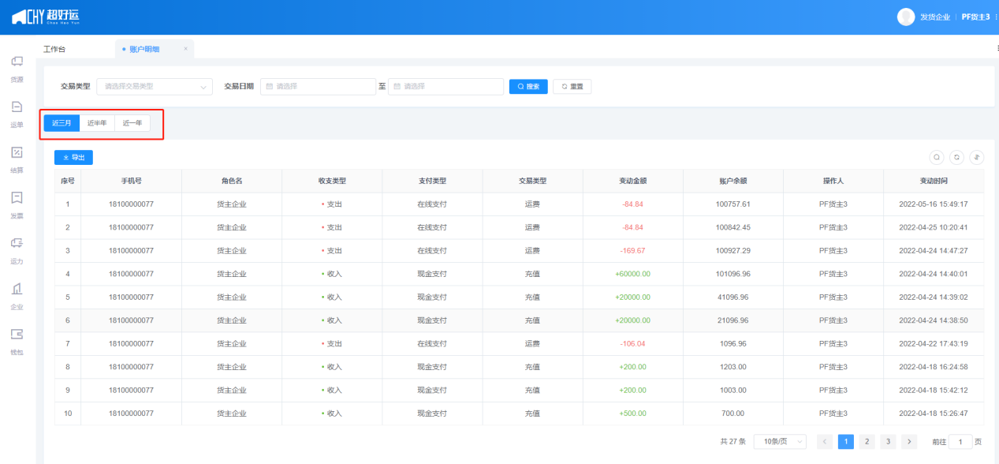 CHY 超好运
Chao Hao Yun
发货企业 PF货主3
工作台 账户明细
货源
运单
结算
发票
运力
企业
钱包
交易类型 请选择交易类型 交易日期 请选择 至 请选择 搜索 重置
近三月 近半年 近一年
导出
序号 手机号 角色名 收支类型 支付类型 交易类型 变动金额 账户余额 操作人 变动时间
1 18100000077 货主企业 支出 在线支付 运费 -84.84 100757.61 PF货主3 2022-05-16 15:49:17
2 18100000077 货主企业 支出 在线支付 运费 -84.84 100842.45 PF货主3 2022-04-25 10:20:41
3 18100000077 货主企业 支出 在线支付 运费 -169.67 100927.29 PF货主3 2022-04-24 14:47:27
4 18100000077 货主企业 收入 现金支付 充值 +60000.00 101096.96 PF货主3 2022-04-24 14:40:01
5 18100000077 货主企业 收入 现金支付 充值 +20000.00 41096.96 PF货主3 2022-04-24 14:39:02
6 18100000077 货主企业 收入 现金支付 充值 +20000.00 21096.96 PF货主3 2022-04-24 14:38:50
7 18100000077 货主企业 支出 在线支付 运费 -106.04 1096.96 PF货主3 2022-04-22 17:43:19
8 18100000077 货主企业 收入 现金支付 充值 +200.00 1203.00 PF货主3 2022-04-18 16:24:58
9 18100000077 货主企业 收入 现金支付 充值 +200.00 1003.00 PF货主3 2022-04-18 15:42:12
10 18100000077 货主企业 收入 现金支付 充值 +500.00 700.00 PF货主3 2022-04-18 15:26:47
共 27 条 10条/页 1 2 3 前往 1 页